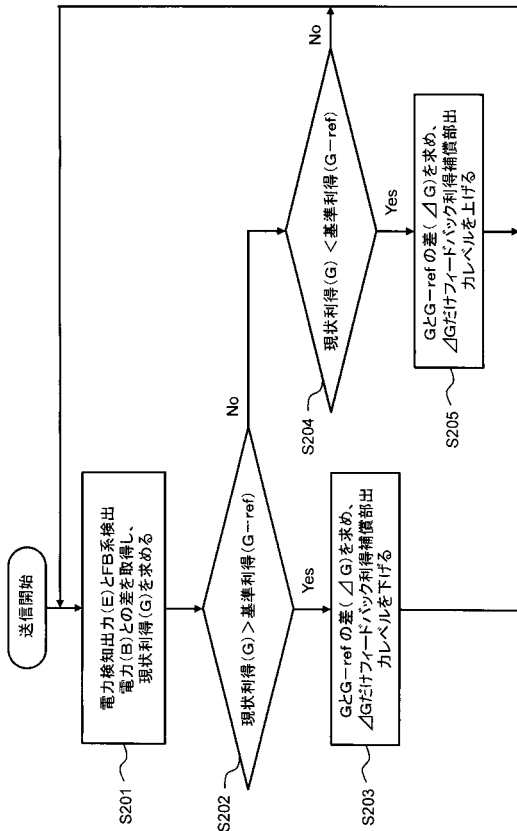 送信開始
電力検知出力(E)とFB系検出
電力(B)との差を取得し、
現状利得(G)を求める
S201
現状利得(G)>基準利得(G-ref)
S202
No
Yes
GとG-refの差(⊿G)を求め、
⊿Gだけフィードバック利得補償部出
力レベルを下げる
S203
現状利得(G)<基準利得(G-ref)
S204
No
Yes
GとG-refの差(⊿G)を求め、
⊿Gだけフィードバック利得補償部出
力レベルを上げる
S205